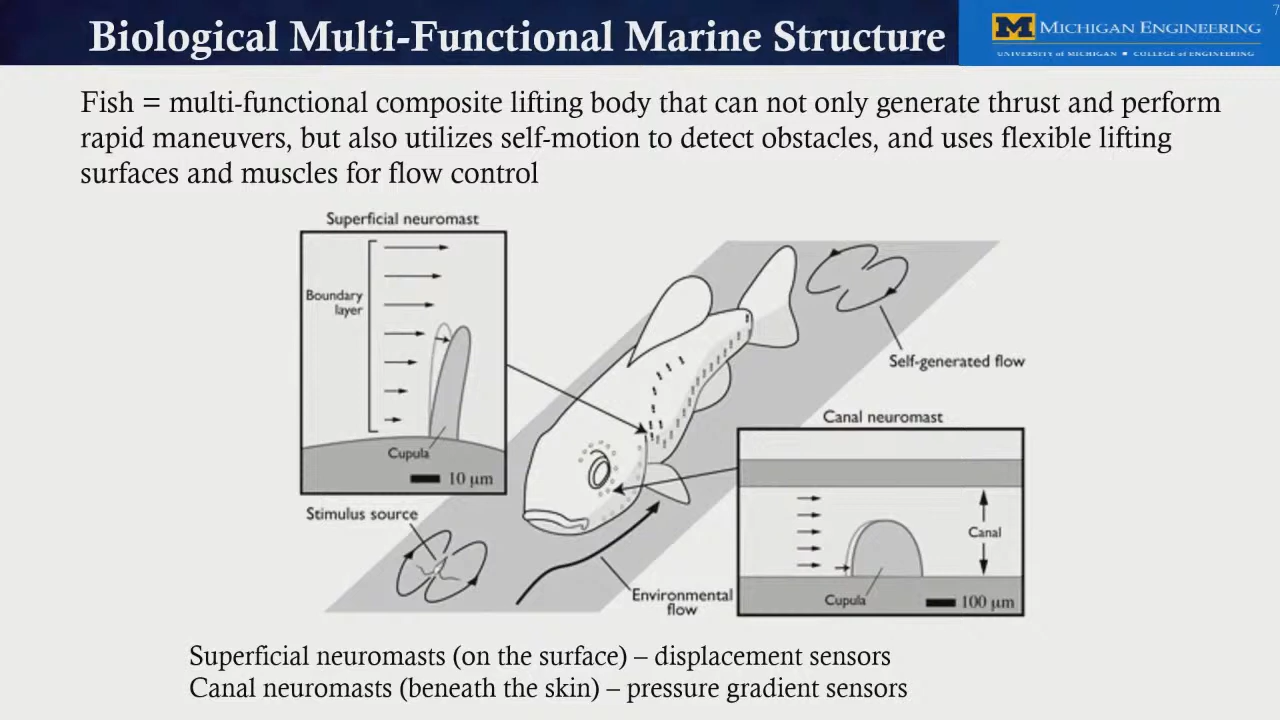 Biological Multi-Functional Marine Structure
M MICHIGAN ENGINEERING
UNIVERSITY of MICHIGAN ■ COLLEGE of ENGINEERING
7
Fish = multi-functional composite lifting body that can not only generate thrust and perform
rapid maneuvers, but also utilizes self-motion to detect obstacles, and uses flexible lifting
surfaces and muscles for flow control
Superficial neuromast
Boundary
layer
Cupula
10 µm
Self-generated flow
Canal neuromast
Canal
Cupula
100 µm
Stimulus source
Environmental
flow
Superficial neuromasts (on the surface) – displacement sensors
Canal neuromasts (beneath the skin) – pressure gradient sensors